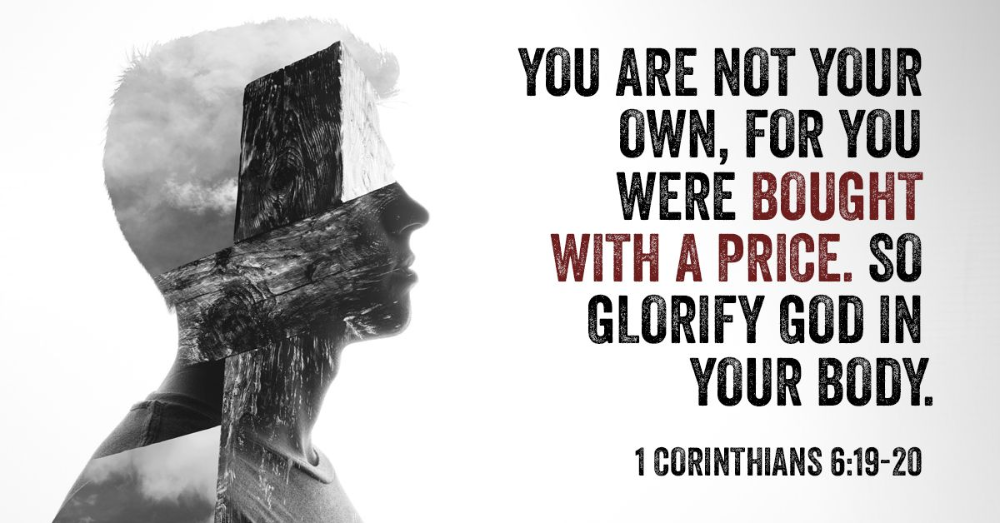 YOU ARE NOT YOUR
OWN, FOR YOU
WERE BOUGHT
WITH A PRICE. SO
GLORIFY GOD IN
YOUR BODY.
1 CORINTHIANS 6:19-20